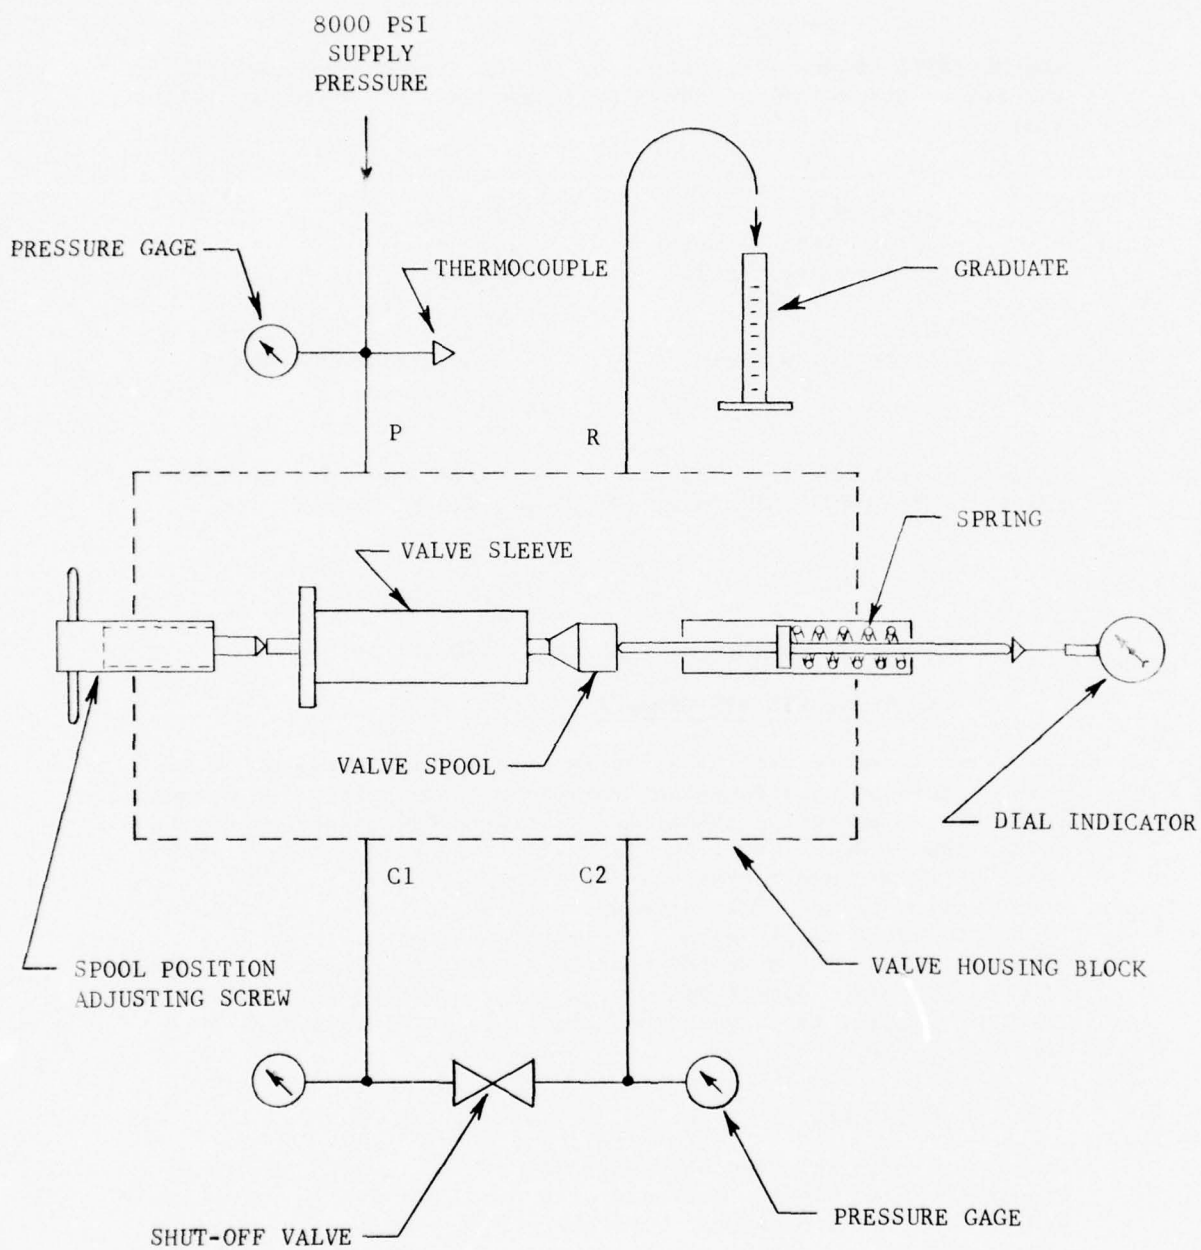 8000 PSI
SUPPLY
PRESSURE
PRESSURE GAGE
THERMOCOUPLE
GRADUATE
P
R
SPRING
VALVE SLEEVE
VALVE SPOOL
DIAL INDICATOR
C1
C2
SPOOL POSITION
ADJUSTING SCREW
VALVE HOUSING BLOCK
PRESSURE GAGE
SHUT-OFF VALVE